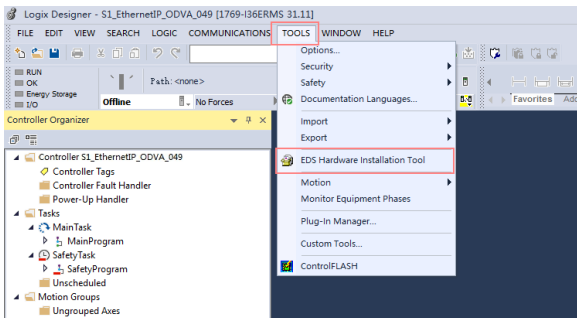 Logix Designer - S1_EthernetIP_ODVA_049 [1769-L36ERMS 31.11]
FILE EDIT VIEW SEARCH LOGIC COMMUNICATIONS TOOLS WINDOW HELP
RUN
OK
Energy Storage
I/O
Path: <none>
Offline
No Forces
Favorites
Controller Organizer
Controller S1_EthernetIP_ODVA_049
Controller Tags
Controller Fault Handler
Power-Up Handler
Tasks
MainTask
MainProgram
SafetyTask
SafetyProgram
Unscheduled
Motion Groups
Ungrouped Axes
Options...
Security
Safety
Documentation Languages...
Import
Export
EDS Hardware Installation Tool
Motion
Monitor Equipment Phases
Plug-In Manager...
Custom Tools...
ControlFLASH